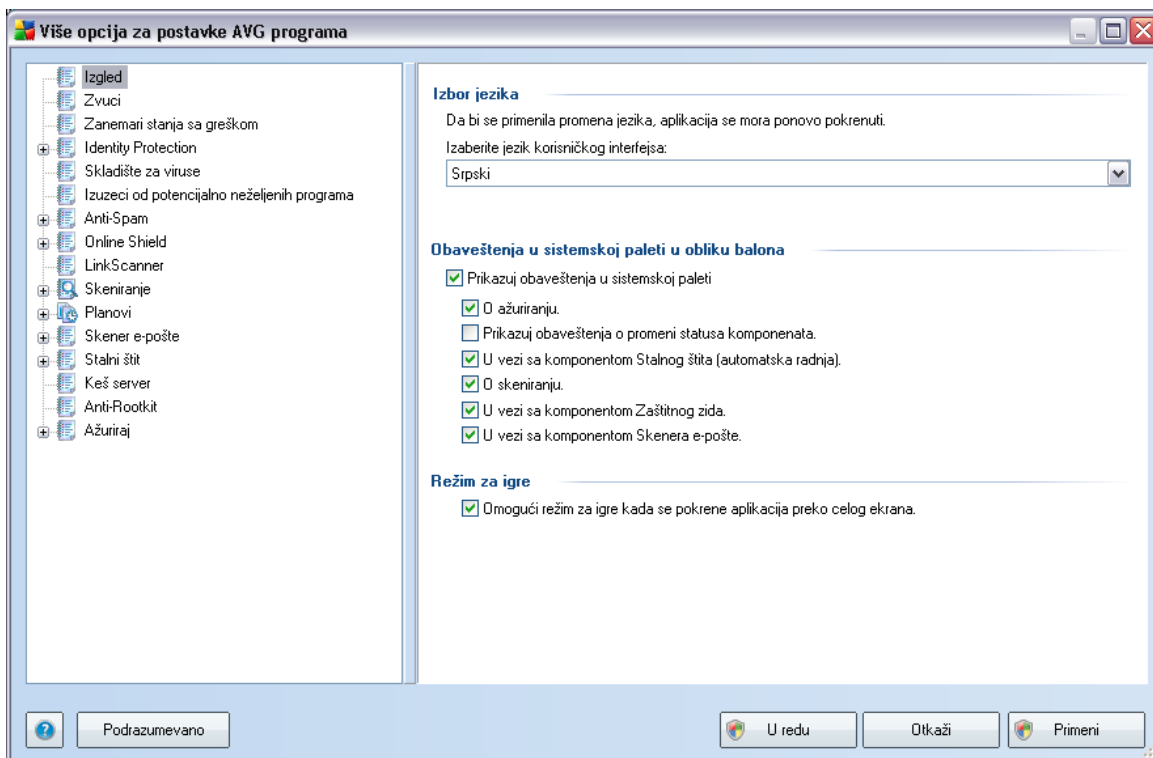 Više opcija za postavke AVG programa
Izgled
Zvuci
Zanemari stanja sa greškom
Identity Protection
Skladište za viruse
Izuzeci od potencijalno neželjenih programa
Anti-Spam
Online Shield
LinkScanner
Skeniranje
Planovi
Skener e-pošte
Stalni štit
Keš server
Anti-Rootkit
Ažuriraj
Izbor jezika
Da bi se primenila promena jezika, aplikacija se mora ponovo pokrenuti.
Izaberite jezik korisničkog interfejsa:
Srpski
Obaveštenja u sistemskoj paleti u obliku balona
Prikazuj obaveštenja u sistemskoj paleti
O ažuriranju.
Prikazuj obaveštenja o promeni statusa komponenata.
U vezi sa komponentom Stalnog štita (automatska radnja).
O skeniranju.
U vezi sa komponentom Zaštitnog zida.
U vezi sa komponentom Skenera e-pošte.
Režim za igre
Omogući režim za igre kada se pokrene aplikacija preko celog ekrana.
Podrazumevano
U redu
Otkaži
Primeni